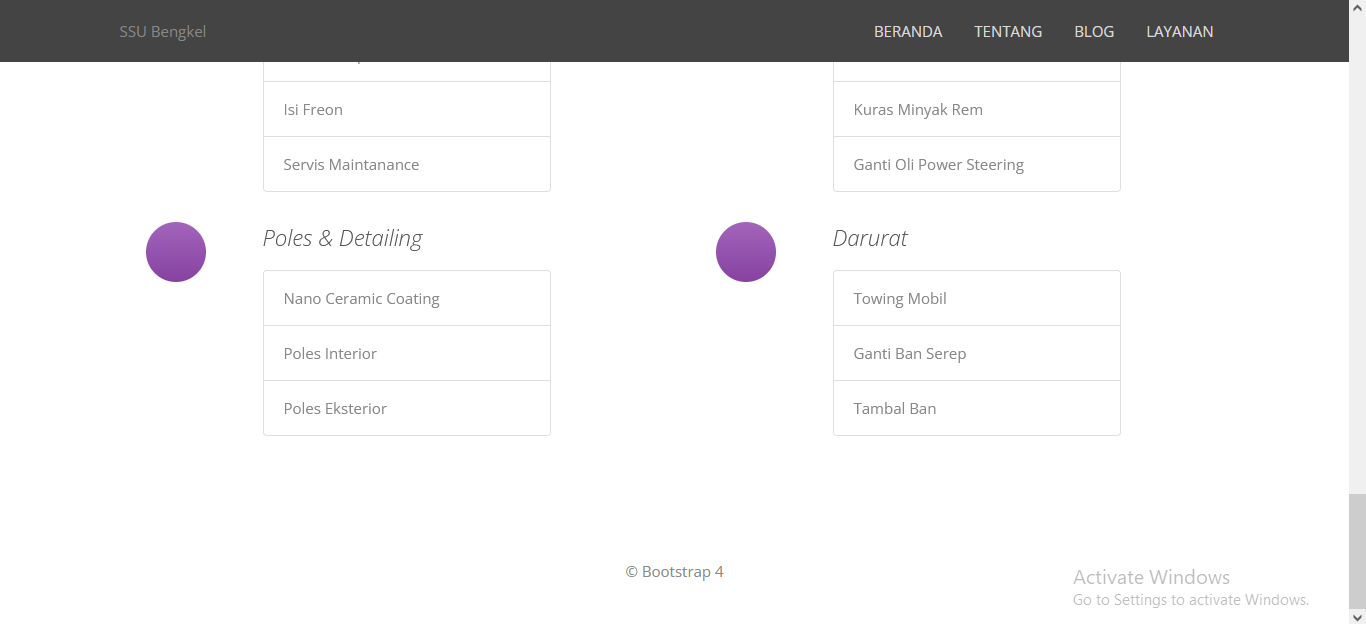 SSU Bengkel
BERANDA
TENTANG
BLOG
LAYANAN
Isi Freon
Servis Maintanance
Kuras Minyak Rem
Ganti Oli Power Steering
Poles & Detailing
Nano Ceramic Coating
Poles Interior
Poles Eksterior
Darurat
Towing Mobil
Ganti Ban Serep
Tambal Ban
© Bootstrap 4
Activate Windows
Go to Settings to activate Windows.